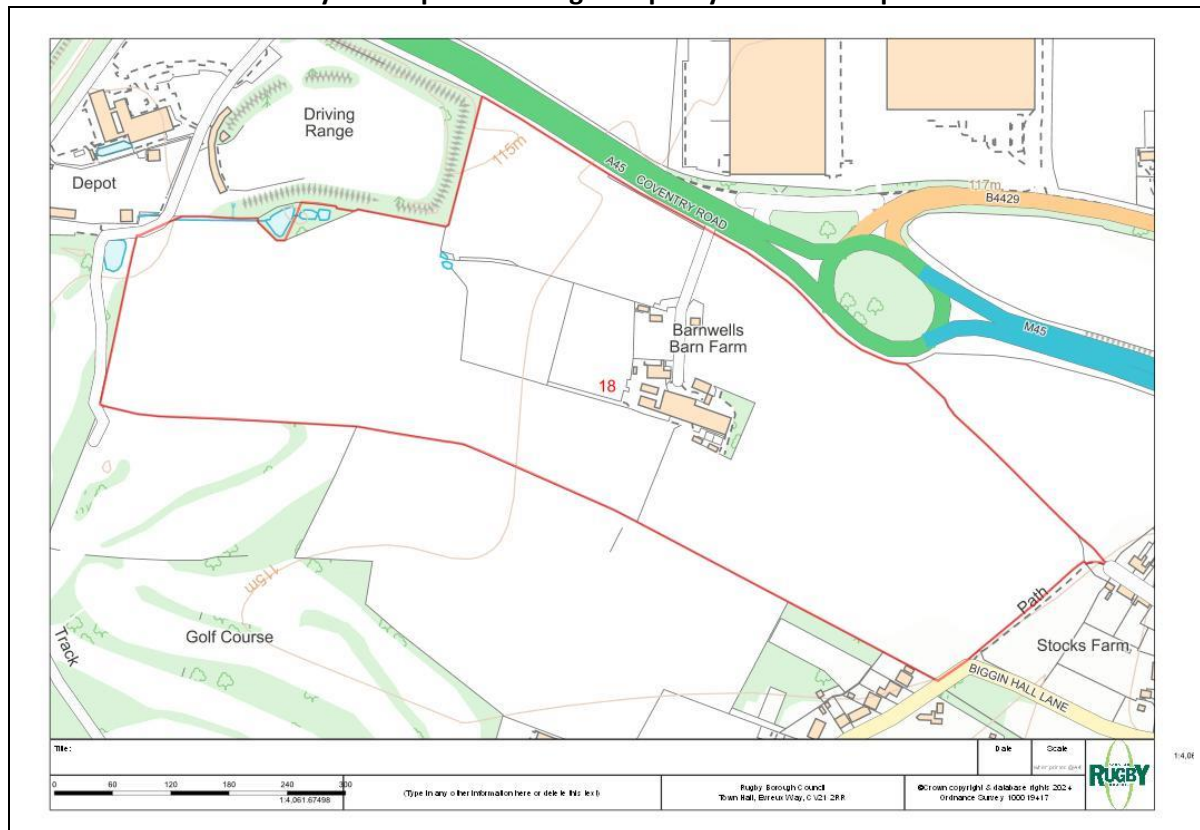 Driving
Range
115m
Depot
A45 COVENTRY ROAD
117m
B4429
M45
Barnwells
Barn Farm
18
115m
Golf Course
Track
Path
Stocks Farm
BIGGIN HALL LANE
Title:
Date
Scale
0 60 120 180 240 300
1:4,061.67498
(Type in any other information here or delete this text)
Rugby Borough Council
Town Hall, Evreux Way, CV21 2RR
©Crown copyright & database rights 2024
Ordnance Survey 100019417
RUGBY